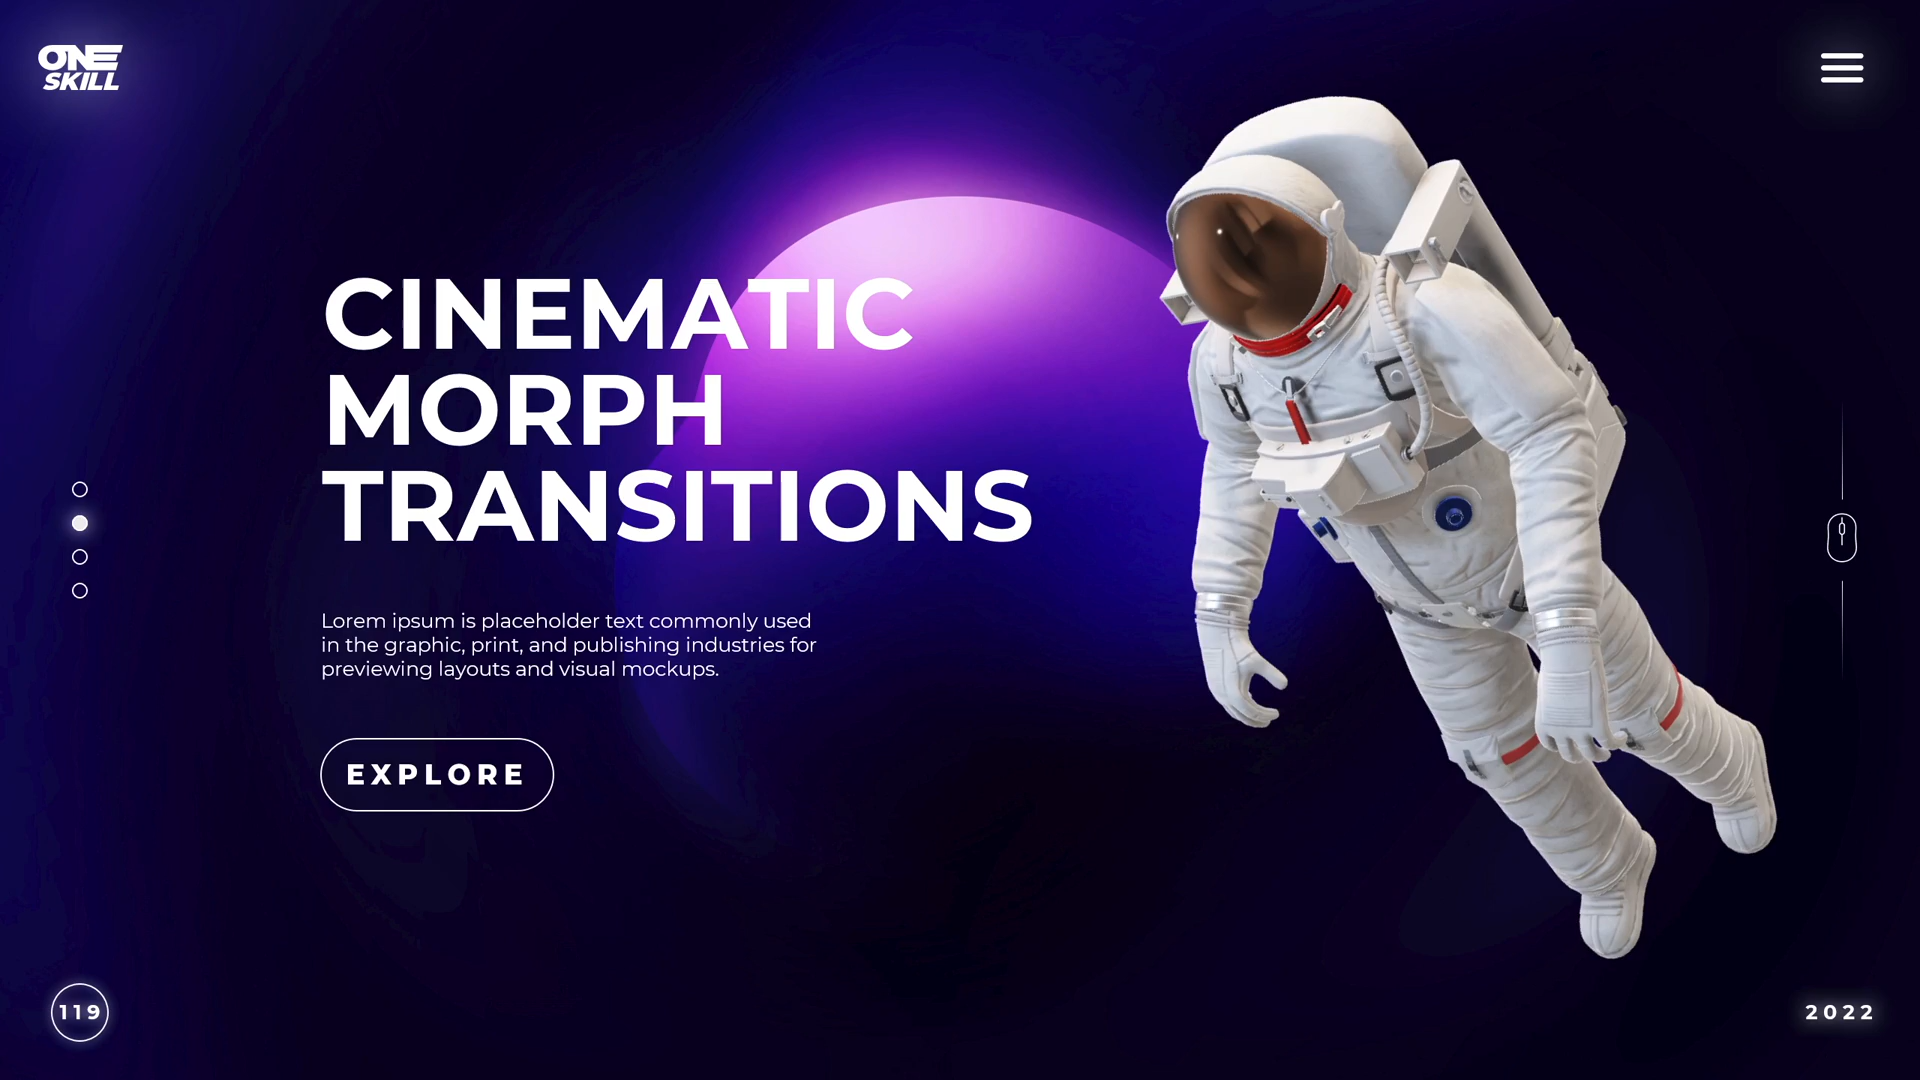 ONE
SKILL
CINEMATIC
MORPH
TRANSITIONS
Lorem ipsum is placeholder text commonly used
in the graphic, print, and publishing industries for
previewing layouts and visual mockups.
EXPLORE
119
2022